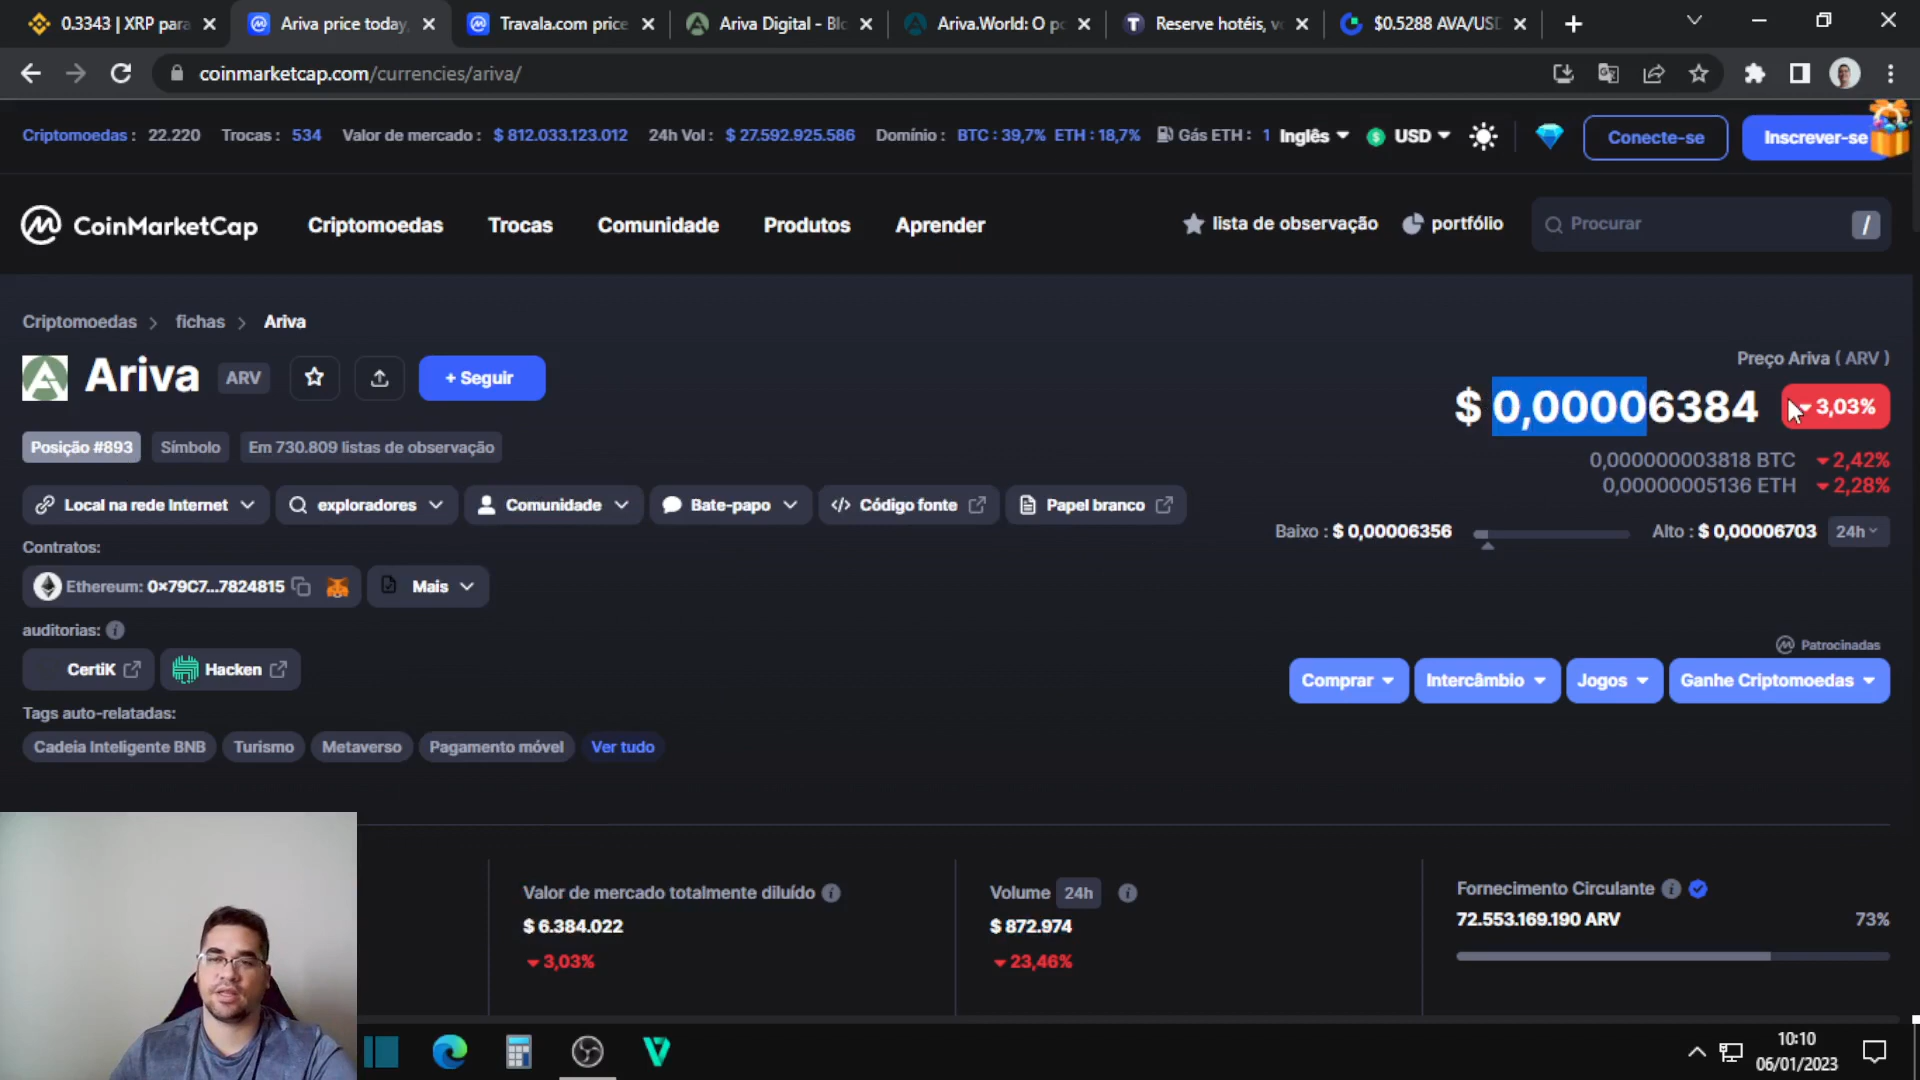 0.3343 | XRP para
Ariva price today,
Travala.com price
Ariva Digital - Blo
Ariva.World: O po
Reserve hotéis, v
$0.5288 AVA/USD
coinmarketcap.com/currencies/ariva/
Criptomoedas : 22.220 Trocas : 534 Valor de mercado : $ 812.033.123.012 24h Vol : $ 27.592.925.586 Domínio : BTC : 39,7% ETH : 18,7% Gás ETH : 1 Inglês USD Conecte-se Inscrever-se
CoinMarketCap Criptomoedas Trocas Comunidade Produtos Aprender lista de observação portfólio Procurar /
Criptomoedas > fichas > Ariva
Ariva ARV + Seguir
Posição #893 Símbolo Em 730.809 listas de observação
Local na rede Internet exploradores Comunidade Bate-papo Código fonte Papel branco
Contratos:
Ethereum: 0x79C7...7824815 Mais
auditorias:
CertiK Hacken
Tags auto-relatadas:
Cadeia Inteligente BNB Turismo Metaverso Pagamento móvel Ver tudo
Preço Ariva ( ARV )
$ 0,00006384 3,03%
0,000000003818 BTC 2,42%
0,00000005136 ETH 2,28%
Baixo : $ 0,00006356 Alto : $ 0,00006703 24h
Patrocinadas
Comprar Intercâmbio Jogos Ganhe Criptomoedas
Valor de mercado totalmente diluído
$ 6.384.022
3,03%
Volume 24h
$ 872.974
23,46%
Fornecimento Circulante
72.553.169.190 ARV 73%
10:10
06/01/2023